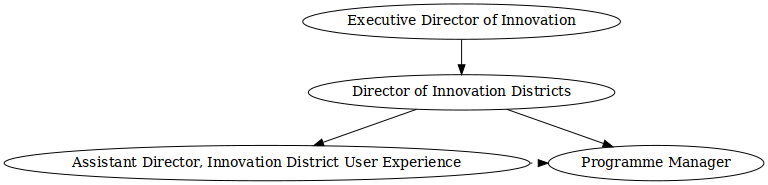 Executive Director of Innovation
Director of Innovation Districts
Assistant Director, Innovation District User Experience
Programme Manager